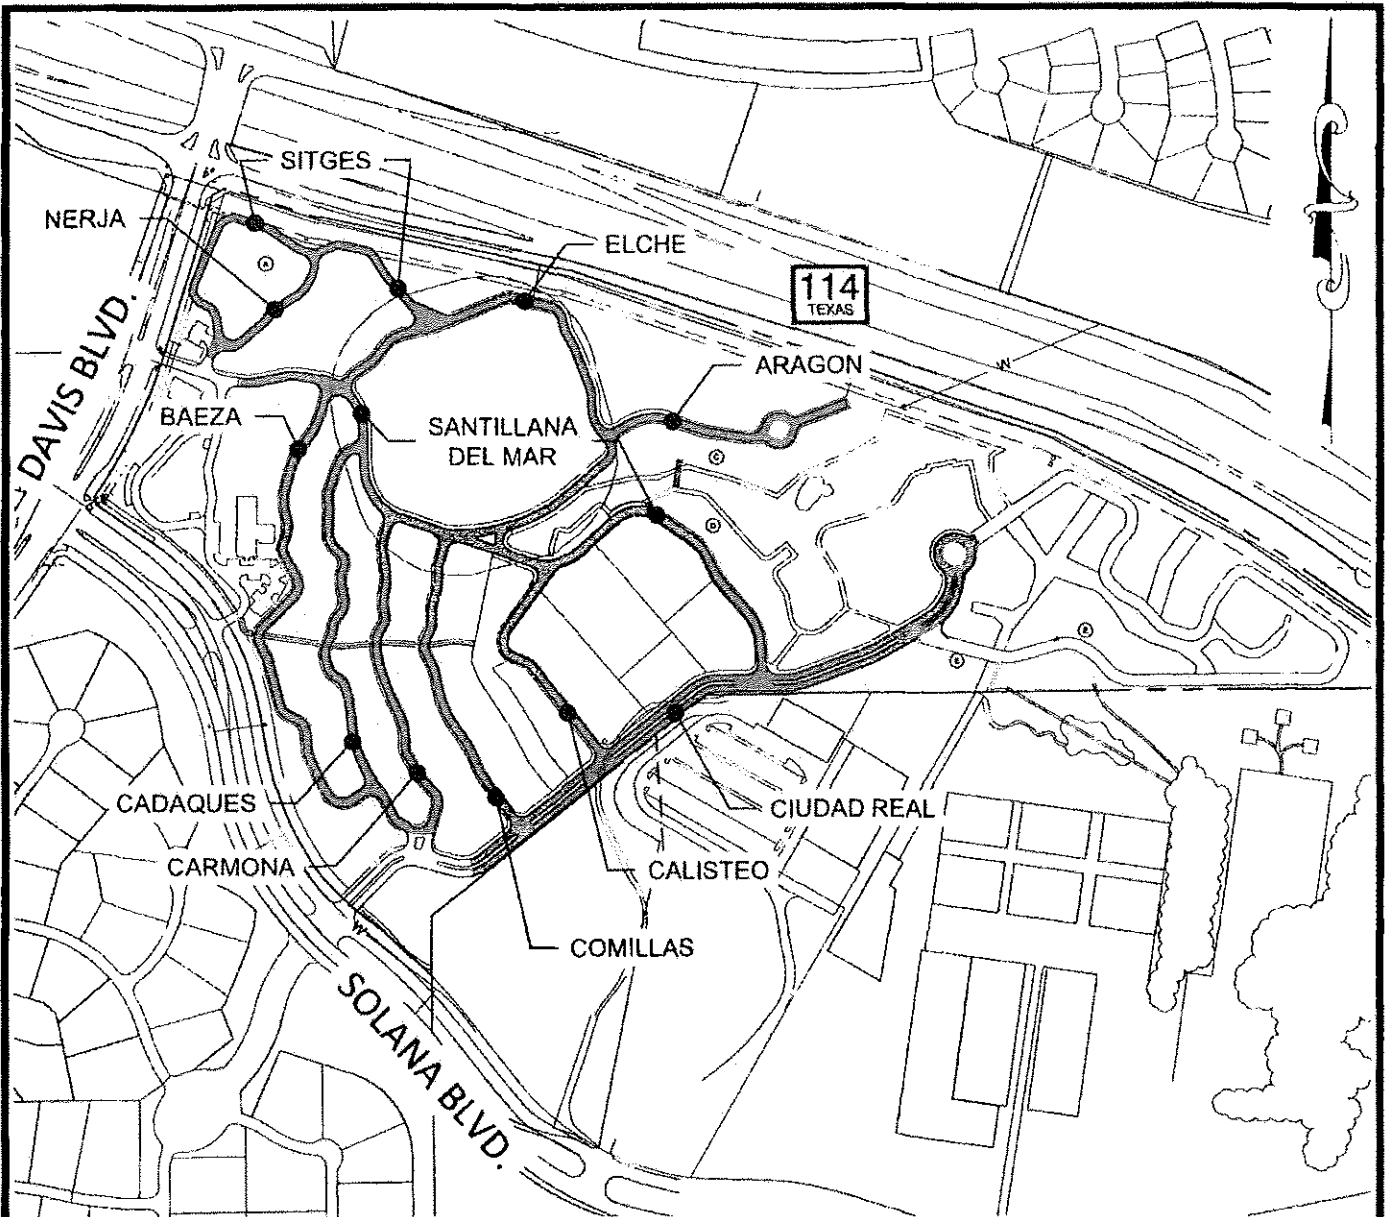 SITGES
NERJA
ELCHE
114
TEXAS
DAVIS BLVD.
ARAGON
W
BAEZA
SANTILLANA
DEL MAR
CADAQUES
CIUDAD REAL
CARMONA
CALISTEO
W
COMILLAS
SOLANA BLVD.